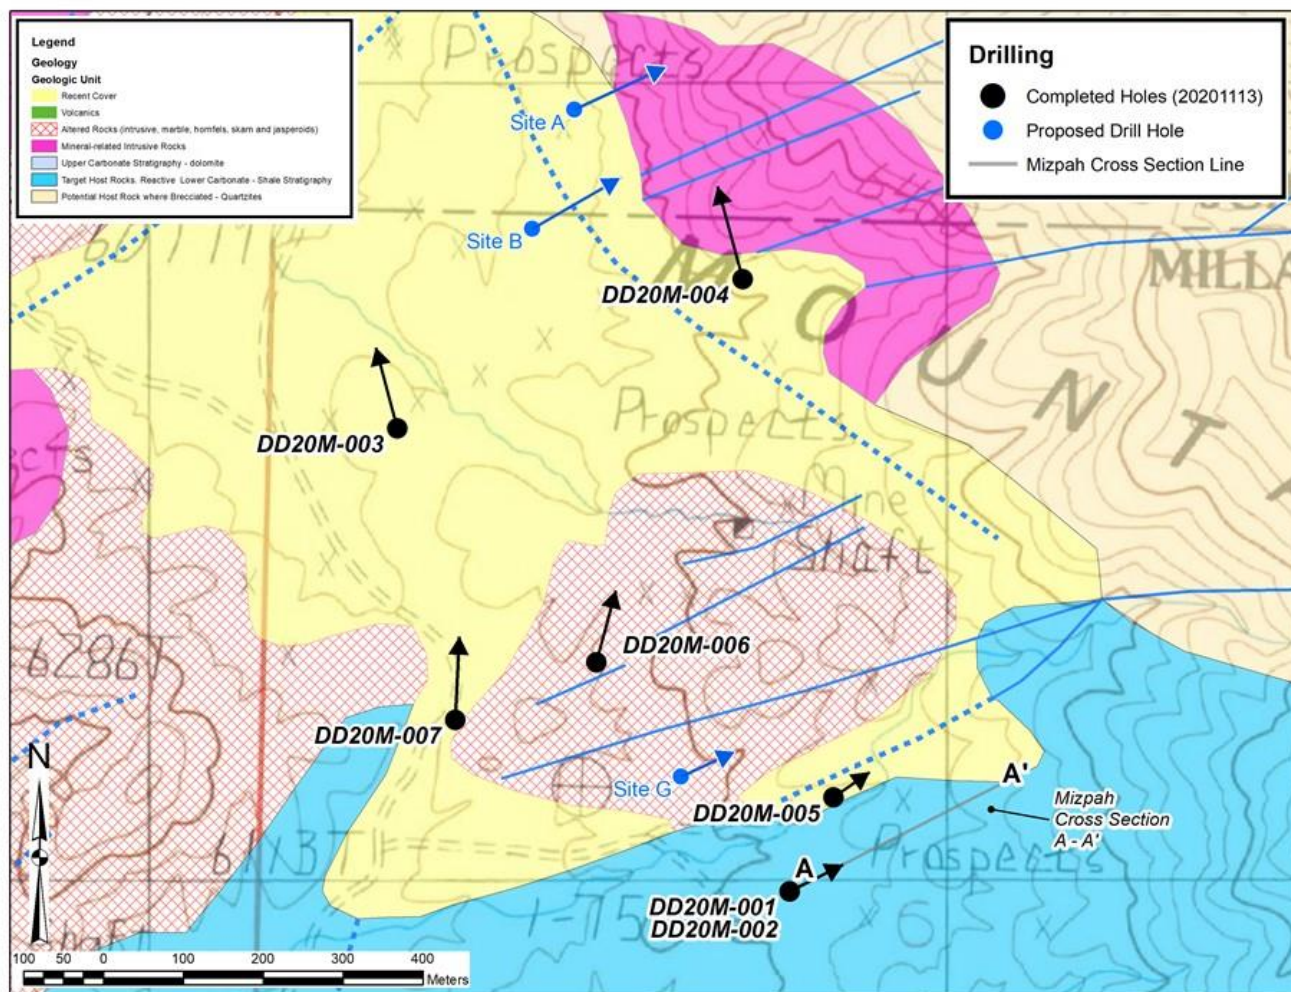 Legend
Geology
Geologic Unit
Recent Cover
Volcanics
Altered Rocks (intrusive, marble, hornfels, skarn and jasperoids)
Mineral-related Intrusive Rocks
Upper Carbonate Stratigraphy - dolomite
Target Host Rocks. Reactive Lower Carbonate - Shale Stratigraphy
Potential Host Rock where Brecciated - Quartzites
Drilling
Completed Holes (20201113)
Proposed Drill Hole
Mizpah Cross Section Line
Prospects
Site A
Site B
MOUNT
DD20M-004
DD20M-003
Prospects
Mine
Shaft
6286T
DD20M-006
DD20M-007
Site G
DD20M-005
A'
Mizpah
Cross Section
A - A'
A
Prospects
DD20M-001
DD20M-002
6
N
Shaft
100 50 0 100 200 300 400
Meters